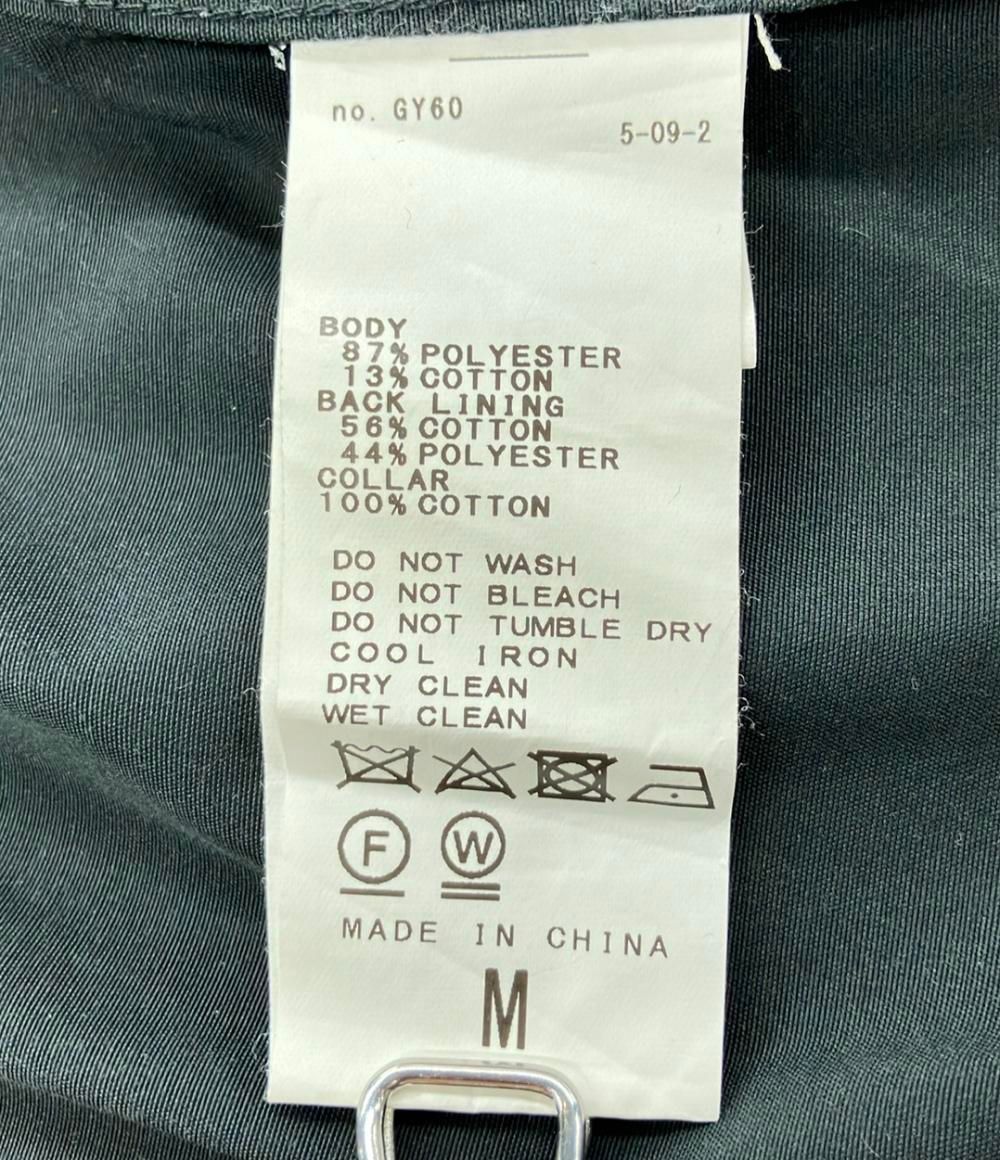 no. GY60
5-09-2
BODY
87% POLYESTER
13% COTTON
BACK LINING
56% COTTON
44% POLYESTER
COLLAR
100% COTTON
DO NOT WASH
DO NOT BLEACH
DO NOT TUMBLE DRY
COOL IRON
DRY CLEAN
WET CLEAN
F W
MADE IN CHINA
M